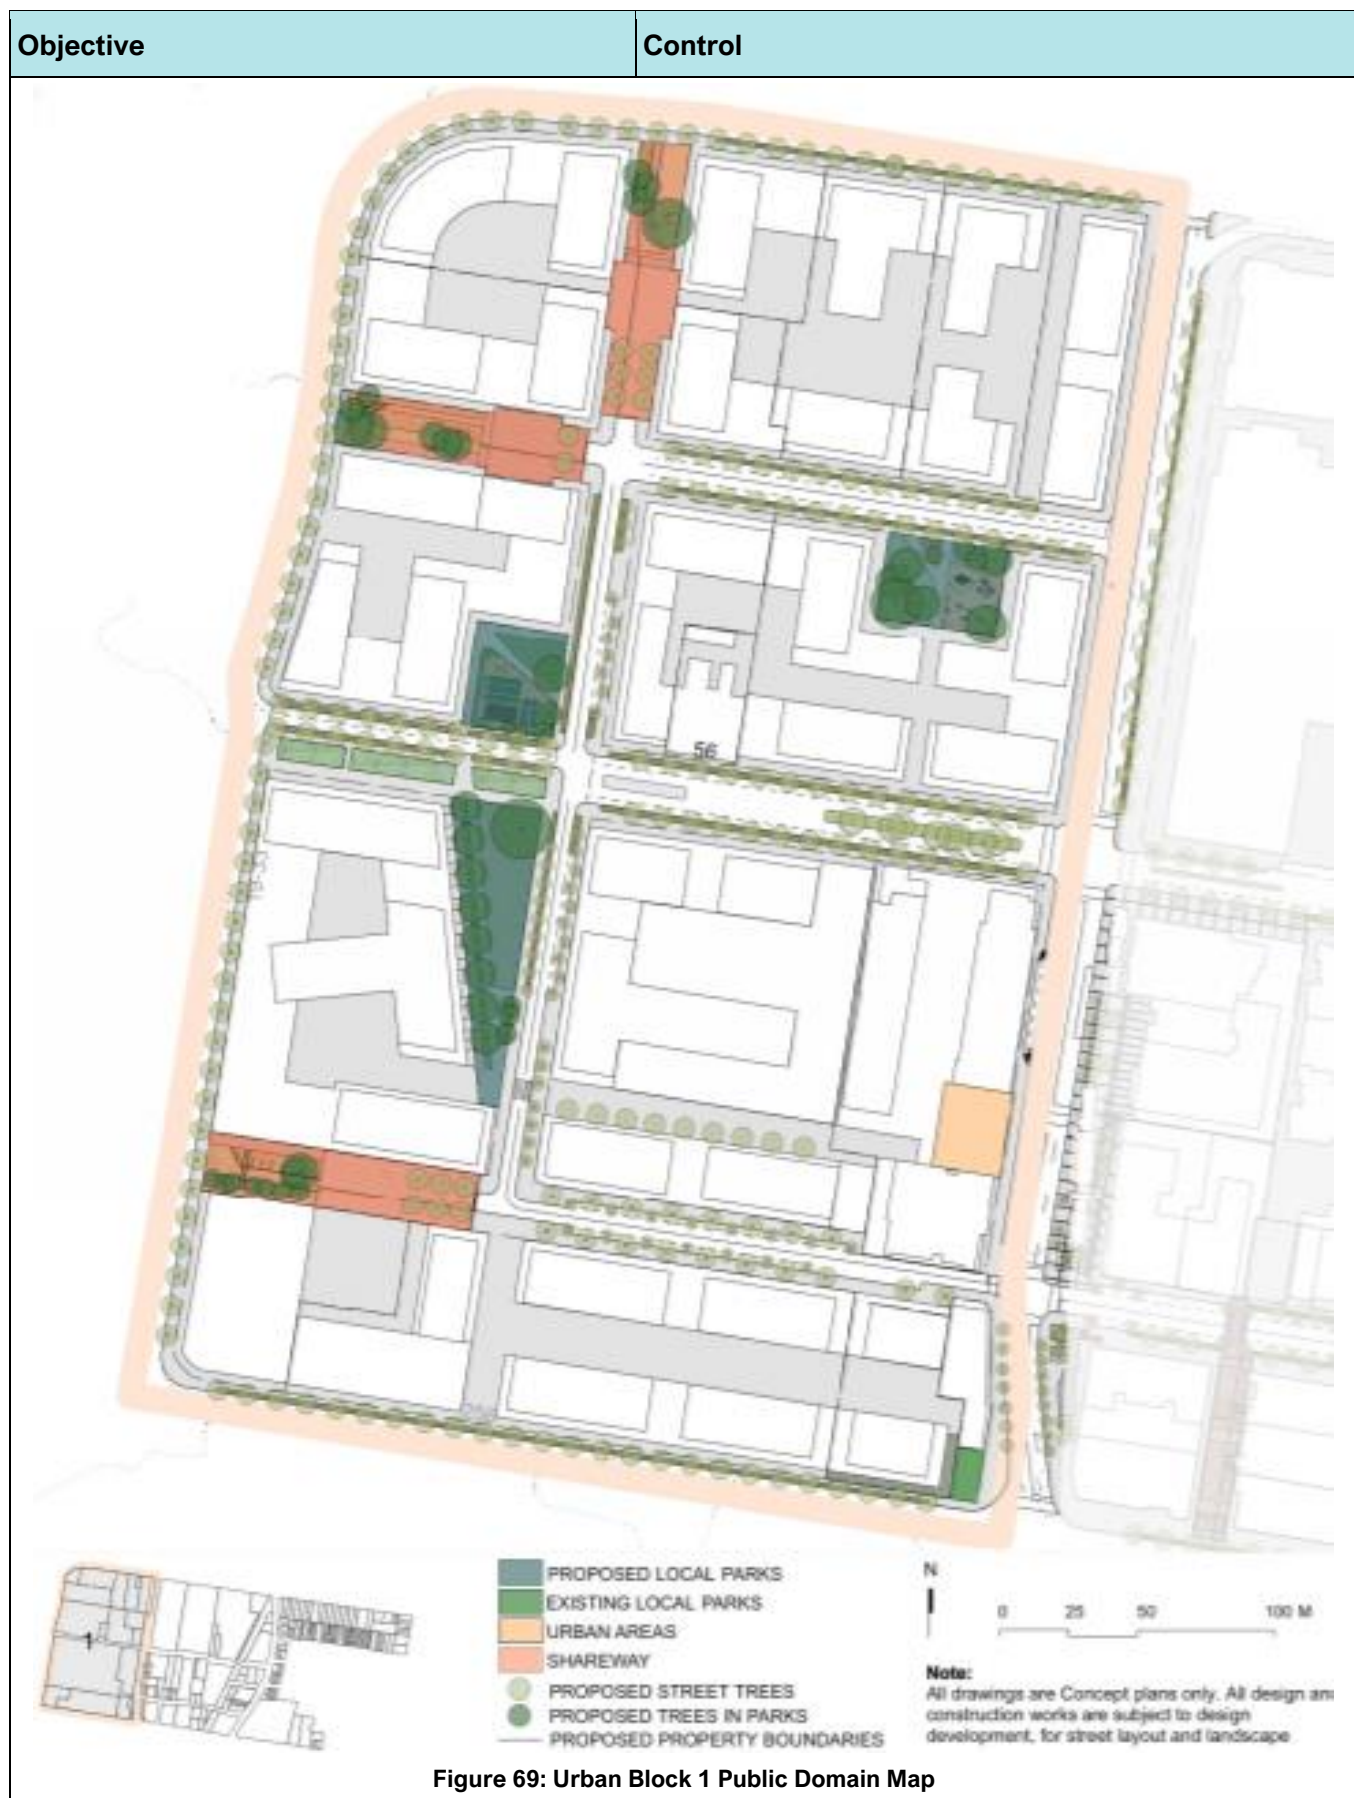 Objective
Control
56
1
PROPOSED LOCAL PARKS
EXISTING LOCAL PARKS
URBAN AREAS
SHAREWAY
PROPOSED STREET TREES
PROPOSED TREES IN PARKS
PROPOSED PROPERTY BOUNDARIES
N
0 25 50 100 M
Note:
All drawings are Concept plans only. All design and
construction works are subject to design
development, for street layout and landscape
Figure 69: Urban Block 1 Public Domain Map